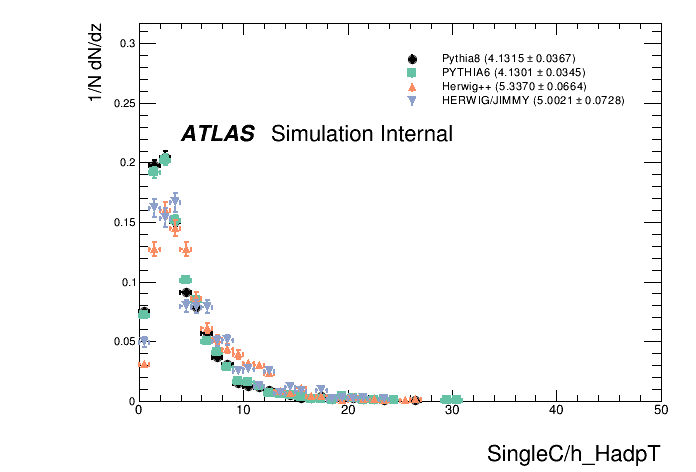 1/N dN/dz
0.3
0.25
0.2
0.15
0.1
0.05
0
Pythia8 (4.1315 ± 0.0367)
PYTHIA6 (4.1301 ± 0.0345)
Herwig++ (5.3370 ± 0.0664)
HERWIG/JIMMY (5.0021 ± 0.0728)
ATLAS Simulation Internal
0 10 20 30 40 50
SingleC/h_HadpT